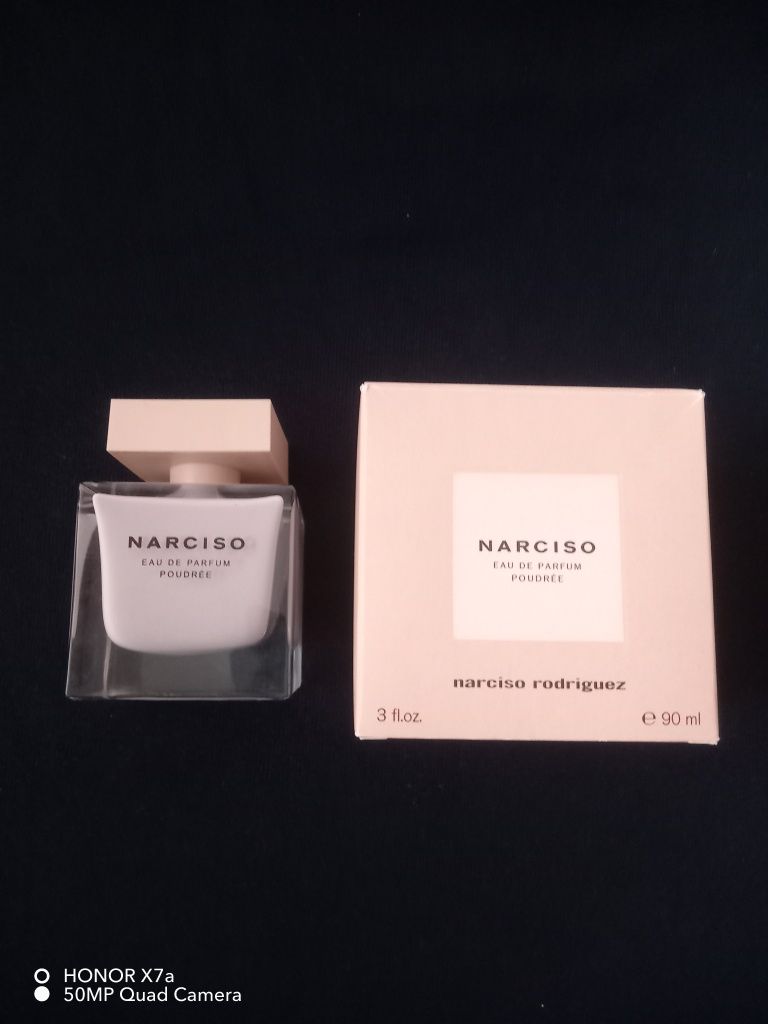 NARCISO
EAU DE PARFUM
POUDRÉE
NARCISO
EAU DE PARFUM
POUDRÉE
narciso rodriguez
3 fl.oz.
℮ 90 ml
HONOR X7a
50MP Quad Camera